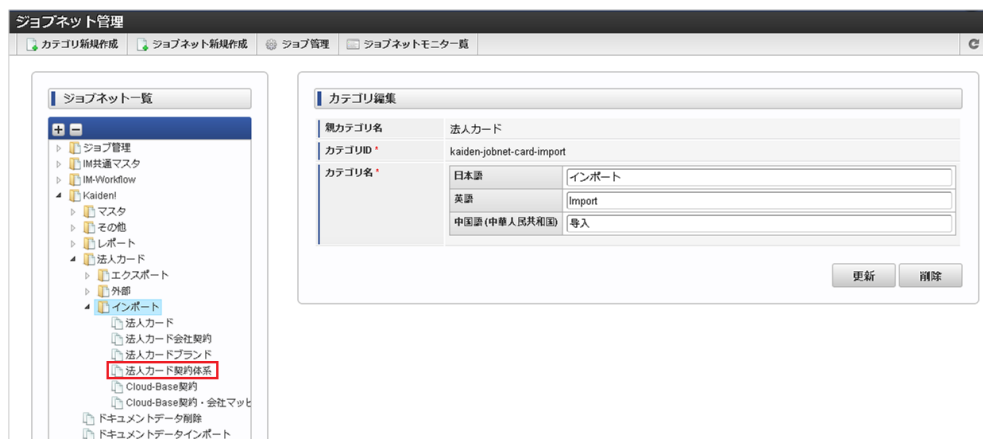 ジョブネット管理
カテゴリ新規作成 ジョブネット新規作成 ジョブ管理 ジョブネットモニタ一覧
ジョブネット一覧
ジョブ管理
IM共通マスタ
IM-Workflow
Kaiden!
マスタ
その他
レポート
法人カード
エクスポート
外部
インポート
法人カード
法人カード会社契約
法人カードブランド
法人カード契約体系
Cloud-Base契約
Cloud-Base契約・会社マッピ
ドキュメントデータ削除
ドキュメントデータインポート
カテゴリ編集
親カテゴリ名 法人カード
カテゴリID * kaiden-jobnet-card-import
カテゴリ名 *
日本語 インポート
英語 Import
中国語(中華人民共和国) 导入
更新 削除